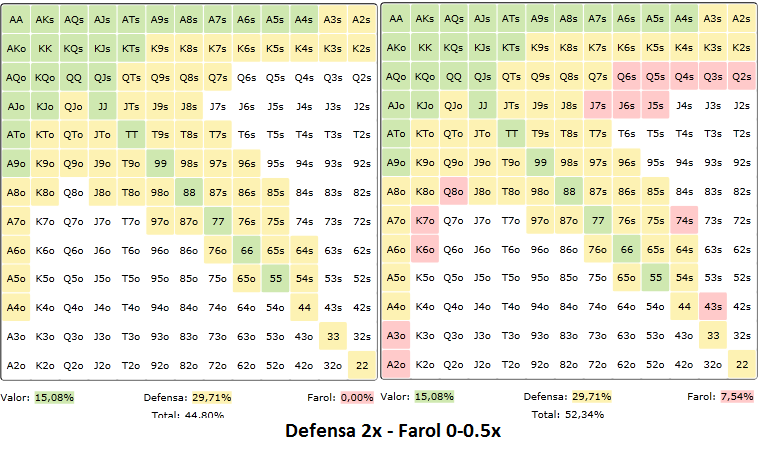 AA AKs AQs AJs ATs A9s A8s A7s A6s A5s A4s A3s A2s
AKo KK KQs KJs KTs K9s K8s K7s K6s K5s K4s K3s K2s
AQo KQo QQ QJs QTs Q9s Q8s Q7s Q6s Q5s Q4s Q3s Q2s
AJo KJo QJo JJ JTs J9s J8s J7s J6s J5s J4s J3s J2s
ATo KTo QTo JTo TT T9s T8s T7s T6s T5s T4s T3s T2s
A9o K9o Q9o J9o T9o 99 98s 97s 96s 95s 94s 93s 92s
A8o K8o Q8o J8o T8o 98o 88 87s 86s 85s 84s 83s 82s
A7o K7o Q7o J7o T7o 97o 87o 77 76s 75s 74s 73s 72s
A6o K6o Q6o J6o T6o 96o 86o 76o 66 65s 64s 63s 62s
A5o K5o Q5o J5o T5o 95o 85o 75o 65o 55 54s 53s 52s
A4o K4o Q4o J4o T4o 94o 84o 74o 64o 54o 44 43s 42s
A3o K3o Q3o J3o T3o 93o 83o 73o 63o 53o 43o 33 32s
A2o K2o Q2o J2o T2o 92o 82o 72o 62o 52o 42o 32o 22
Valor: 15,08% Defensa: 29,71% Farol: 0,00%
Total: 44,80%
AA AKs AQs AJs ATs A9s A8s A7s A6s A5s A4s A3s A2s
AKo KK KQs KJs KTs K9s K8s K7s K6s K5s K4s K3s K2s
AQo KQo QQ QJs QTs Q9s Q8s Q7s Q6s Q5s Q4s Q3s Q2s
AJo KJo QJo JJ JTs J9s J8s J7s J6s J5s J4s J3s J2s
ATo KTo QTo JTo TT T9s T8s T7s T6s T5s T4s T3s T2s
A9o K9o Q9o J9o T9o 99 98s 97s 96s 95s 94s 93s 92s
A8o K8o Q8o J8o T8o 98o 88 87s 86s 85s 84s 83s 82s
A7o K7o Q7o J7o T7o 97o 87o 77 76s 75s 74s 73s 72s
A6o K6o Q6o J6o T6o 96o 86o 76o 66 65s 64s 63s 62s
A5o K5o Q5o J5o T5o 95o 85o 75o 65o 55 54s 53s 52s
A4o K4o Q4o J4o T4o 94o 84o 74o 64o 54o 44 43s 42s
A3o K3o Q3o J3o T3o 93o 83o 73o 63o 53o 43o 33 32s
A2o K2o Q2o J2o T2o 92o 82o 72o 62o 52o 42o 32o 22
Valor: 15,08% Defensa: 29,71% Farol: 7,54%
Total: 52,34%
Defensa 2x - Farol 0-0.5x